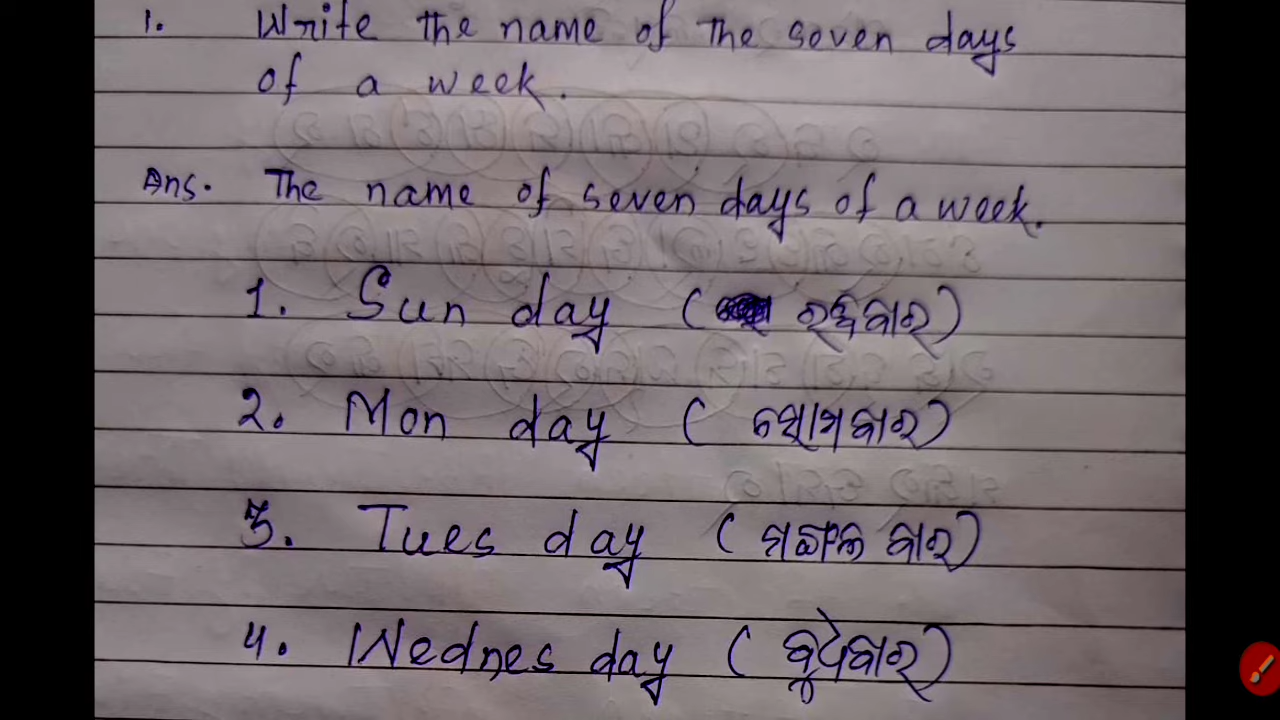 1. Write the name of the seven days
of a week.
Ans. The name of seven days of a week.
1. Sun day ( ରବିବାର)
2. Mon day ( ସୋମବାର)
3. Tues day ( ମଙ୍ଗଳ ବାର)
4. Wednes day ( ବୁଧବାର)